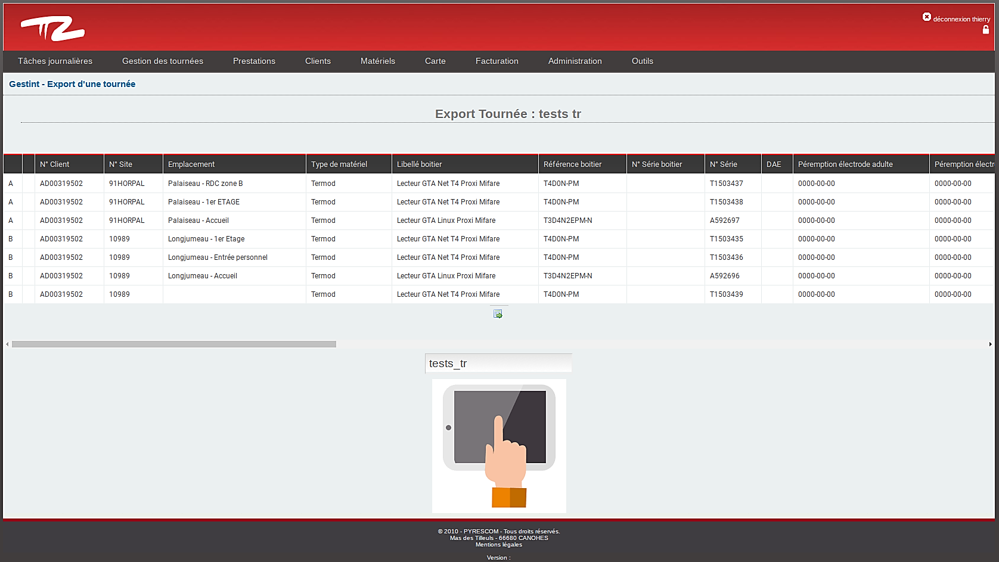 déconnexion thierry
Tâches journalières Gestion des tournées Prestations Clients Matériels Carte Facturation Administration Outils
Gestint - Export d'une tournée
Export Tournée : tests tr
N° Client N° Site Emplacement Type de matériel Libellé boitier Référence boitier N° Série boitier N° Série DAE Péremption électrode adulte Péremption électr
A AD00319502 91HORPAL Palaiseau - RDC zone B Termod Lecteur GTA Net T4 Proxi Mifare T4D0N-PM T1503437 0000-00-00 0000-00-00
A AD00319502 91HORPAL Palaiseau - 1er ETAGE Termod Lecteur GTA Net T4 Proxi Mifare T4D0N-PM T1503438 0000-00-00 0000-00-00
A AD00319502 91HORPAL Palaiseau - Accueil Termod Lecteur GTA Linux Proxi Mifare T3D4N2EPM-N A592697 0000-00-00 0000-00-00
B AD00319502 10989 Longjumeau - 1er Etage Termod Lecteur GTA Net T4 Proxi Mifare T4D0N-PM T1503435 0000-00-00 0000-00-00
B AD00319502 10989 Longjumeau - Entrée personnel Termod Lecteur GTA Net T4 Proxi Mifare T4D0N-PM T1503436 0000-00-00 0000-00-00
B AD00319502 10989 Longjumeau - Accueil Termod Lecteur GTA Linux Proxi Mifare T3D4N2EPM-N A592696 0000-00-00 0000-00-00
B AD00319502 10989 Termod Lecteur GTA Net T4 Proxi Mifare T4D0N-PM T1503439 0000-00-00 0000-00-00
tests_tr
© 2010 - PYRESCOM - Tous droits réservés.
Mas des Tilleuls - 66680 CANOHES
Mentions légales
Version :